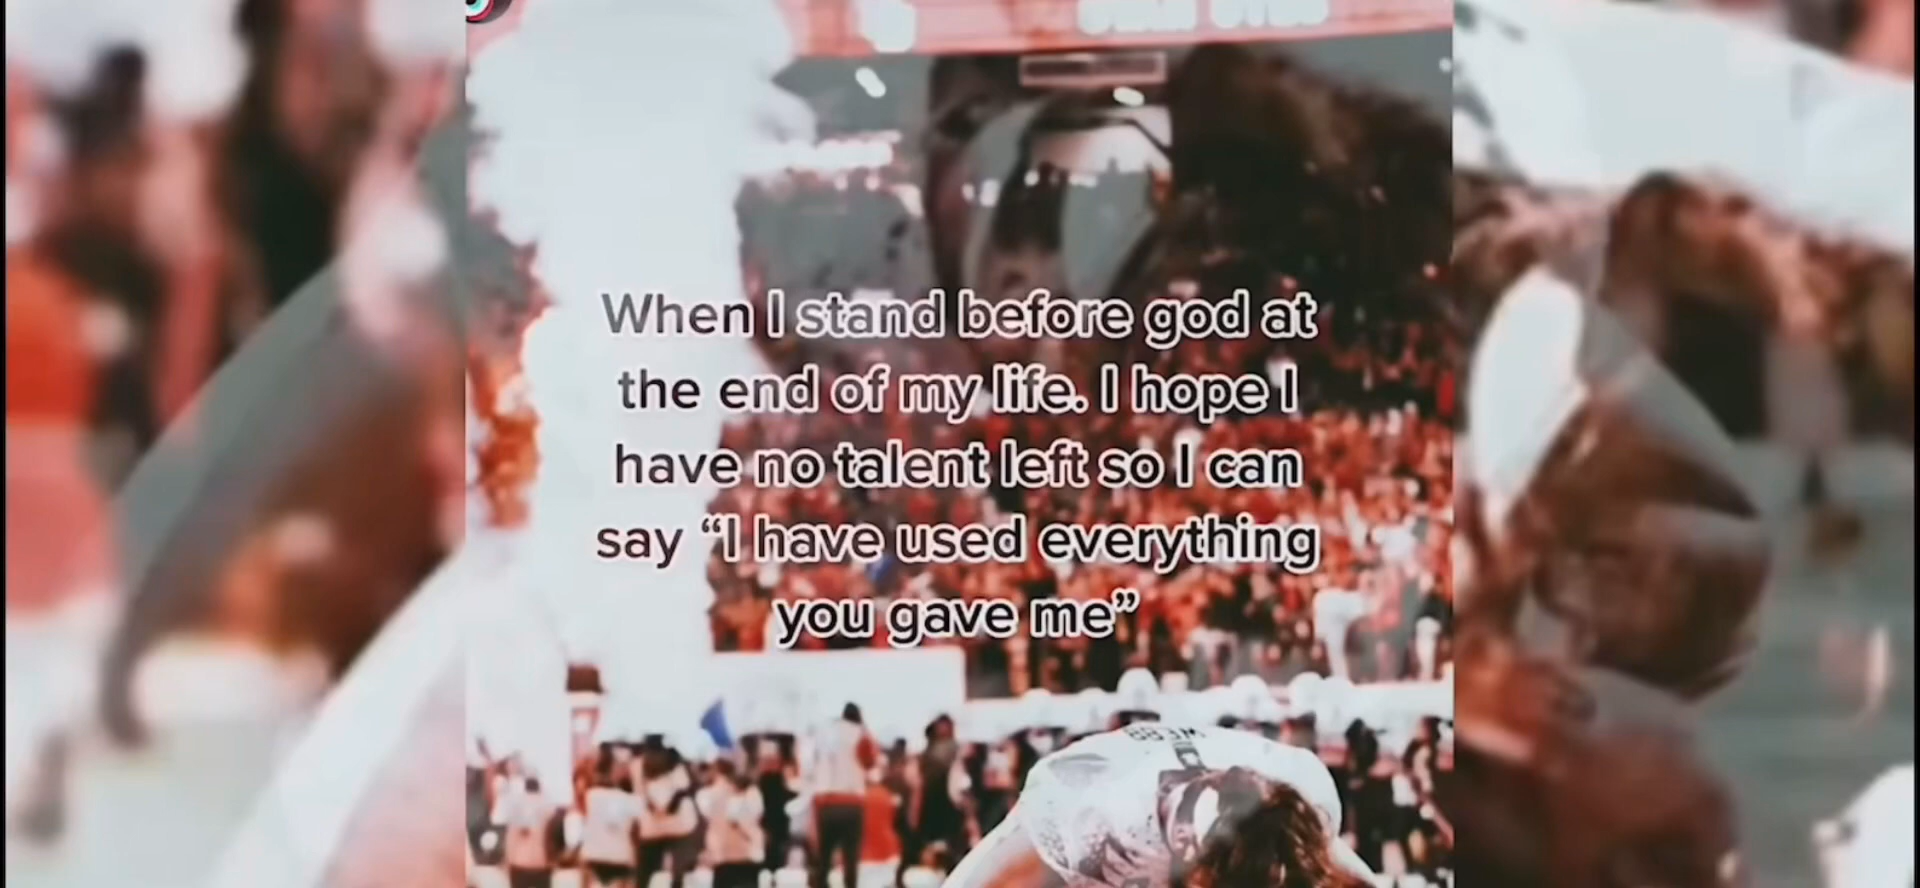 When I stand before god at
the end of my life. I hope I
have no talent left so I can
say “I have used everything
you gave me”
WEBB